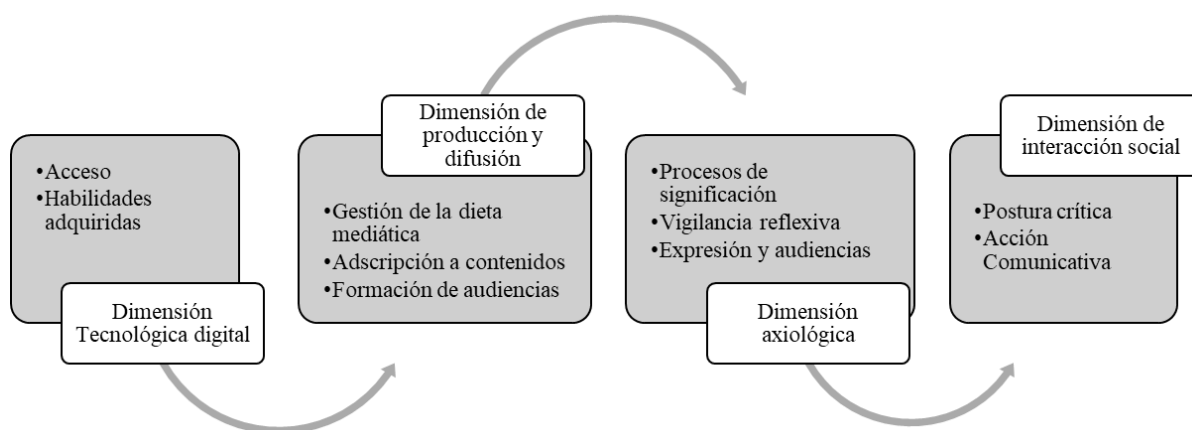 •Acceso
•Habilidades
adquiridas
Dimensión
Tecnológica digital
Dimensión de
producción y
difusión
•Gestión de la dieta
mediática
•Adscripción a contenidos
•Formación de audiencias
•Procesos de
significación
•Vigilancia reflexiva
•Expresión y audiencias
Dimensión
axiológica
Dimensión de
interacción social
•Postura crítica
•Acción
Comunicativa